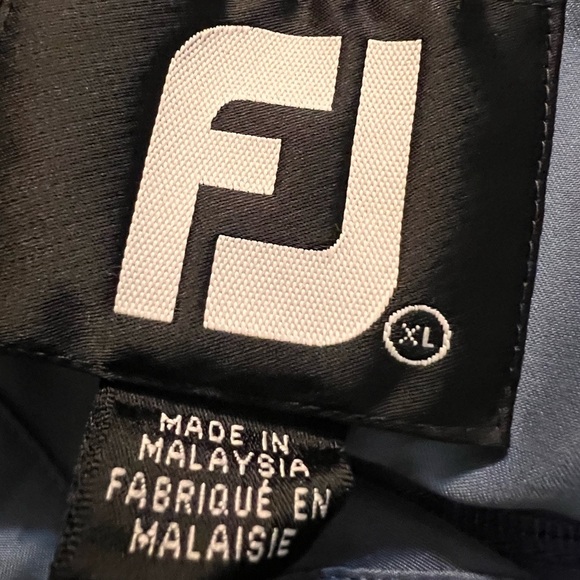 FJ
XL
MADE IN
MALAYSIA
FABRIQUÉ EN
MALAISIE